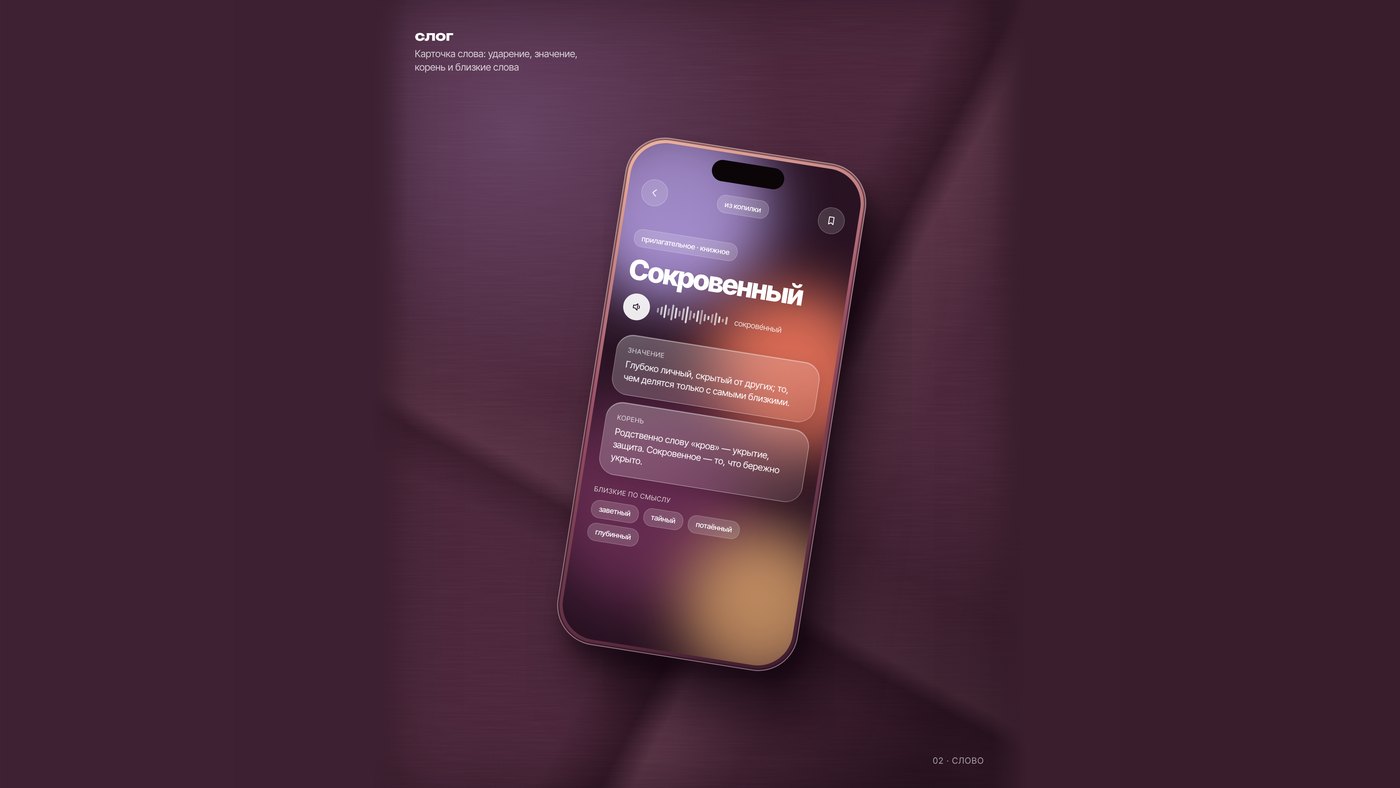 слог
Карточка слова: ударение, значение,
корень и близкие слова
из копилки
прилагательное · книжное
Сокровенный
сокрове́нный
ЗНАЧЕНИЕ
Глубоко личный, скрытый от других; то,
чем делятся только с самыми близкими.
КОРЕНЬ
Родственно слову «кров» — укрытие,
защита. Сокровенное — то, что бережно
укрыто.
БЛИЗКИЕ ПО СМЫСЛУ
заветный тайный потаённый
глубинный
02 · СЛОВО